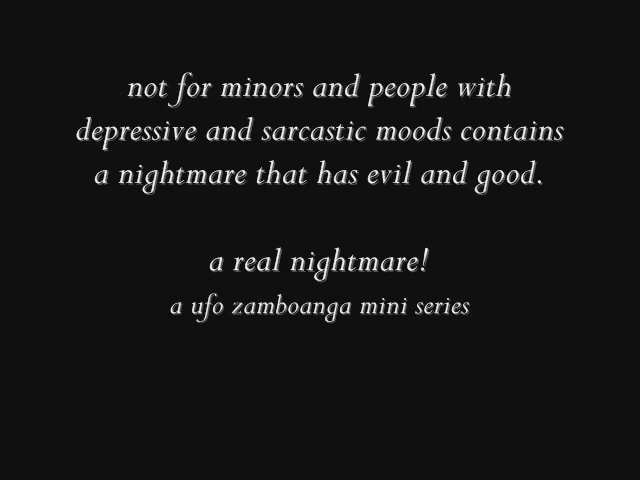 not for minors and people with
depressive and sarcastic moods contains
a nightmare that has evil and good.
a real nightmare!
a ufo zamboanga mini series